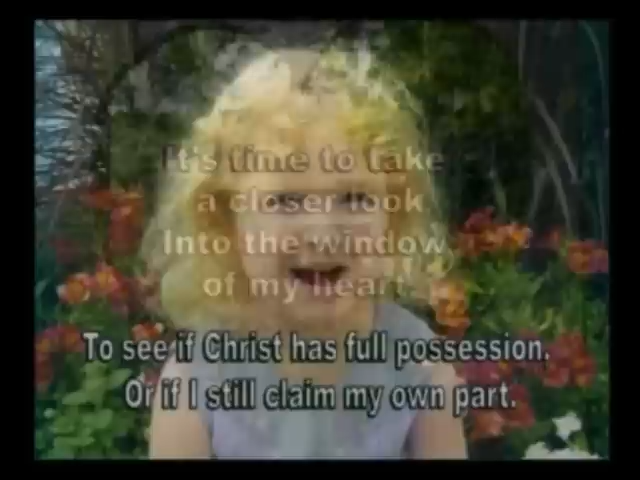 It's time to take
a closer look
Into the window
of my heart
To see if Christ has full possession.
Or if I still claim my own part.